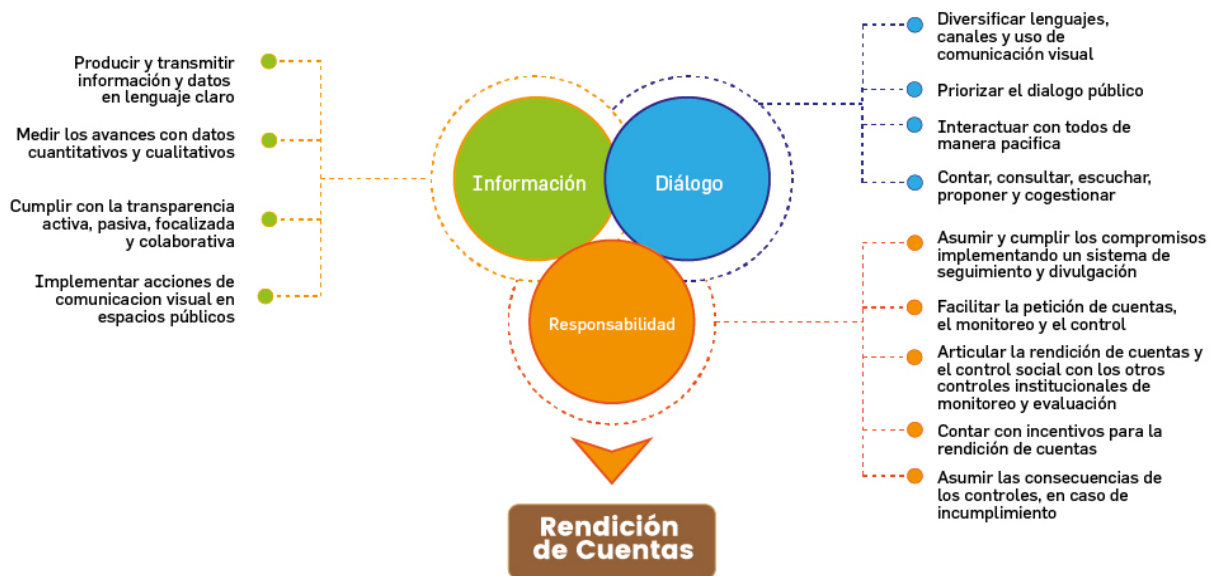 Producir y transmitir
información y datos
en lenguaje claro
Medir los avances con datos
cuantitativos y cualitativos
Cumplir con la transparencia
activa, pasiva, focalizada
y colaborativa
Implementar acciones de
comunicacion visual en
espacios públicos
Información
Diálogo
Responsabilidad
Diversificar lenguajes,
canales y uso de
comunicación visual
Priorizar el dialogo público
Interactuar con todos de
manera pacifica
Contar, consultar, escuchar,
proponer y cogestionar
Asumir y cumplir los compromisos
implementando un sistema de
seguimiento y divulgación
Facilitar la petición de cuentas,
el monitoreo y el control
Articular la rendición de cuentas y
el control social con los otros
controles institucionales de
monitoreo y evaluación
Contar con incentivos para la
rendición de cuentas
Asumir las consecuencias de
los controles, en caso de
incumplimiento
Rendición
de Cuentas